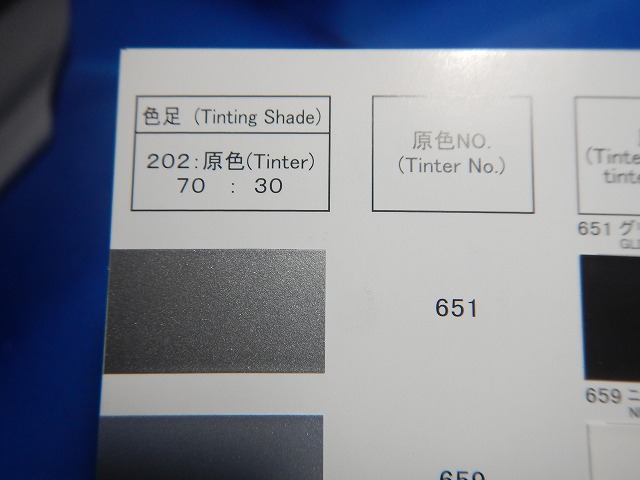 色足 (Tinting Shade)
202:原色(Tinter)
70 : 30
原色NO.
(Tinter No.)
651
651
659
659